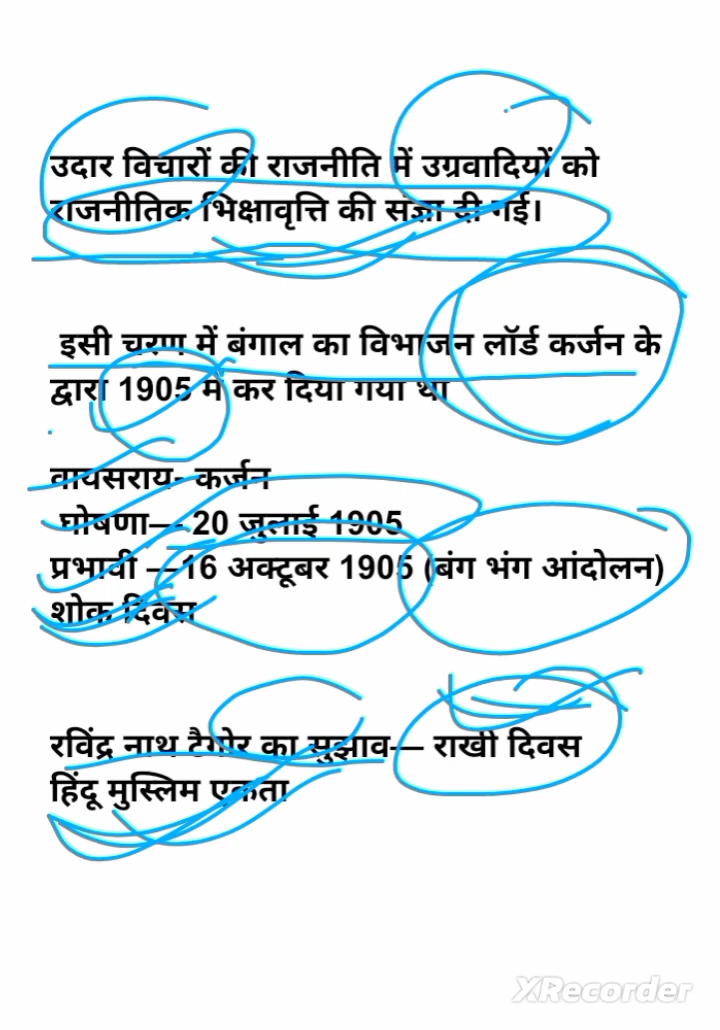 उदार विचारों की राजनीति में उग्रवादियों को
राजनीतिक भिक्षावृत्ति की संज्ञा दी गई।
इसी चरण में बंगाल का विभाजन लॉर्ड कर्जन के
द्वारा 1905 में कर दिया गया था
वायसराय- कर्जन
घोषणा— 20 जुलाई 1905
प्रभावी —16 अक्टूबर 1905 (बंग भंग आंदोलन)
शोक दिवस
रविंद्र नाथ टैगोर का सुझाव— राखी दिवस
हिंदू मुस्लिम एकता
XRecorder